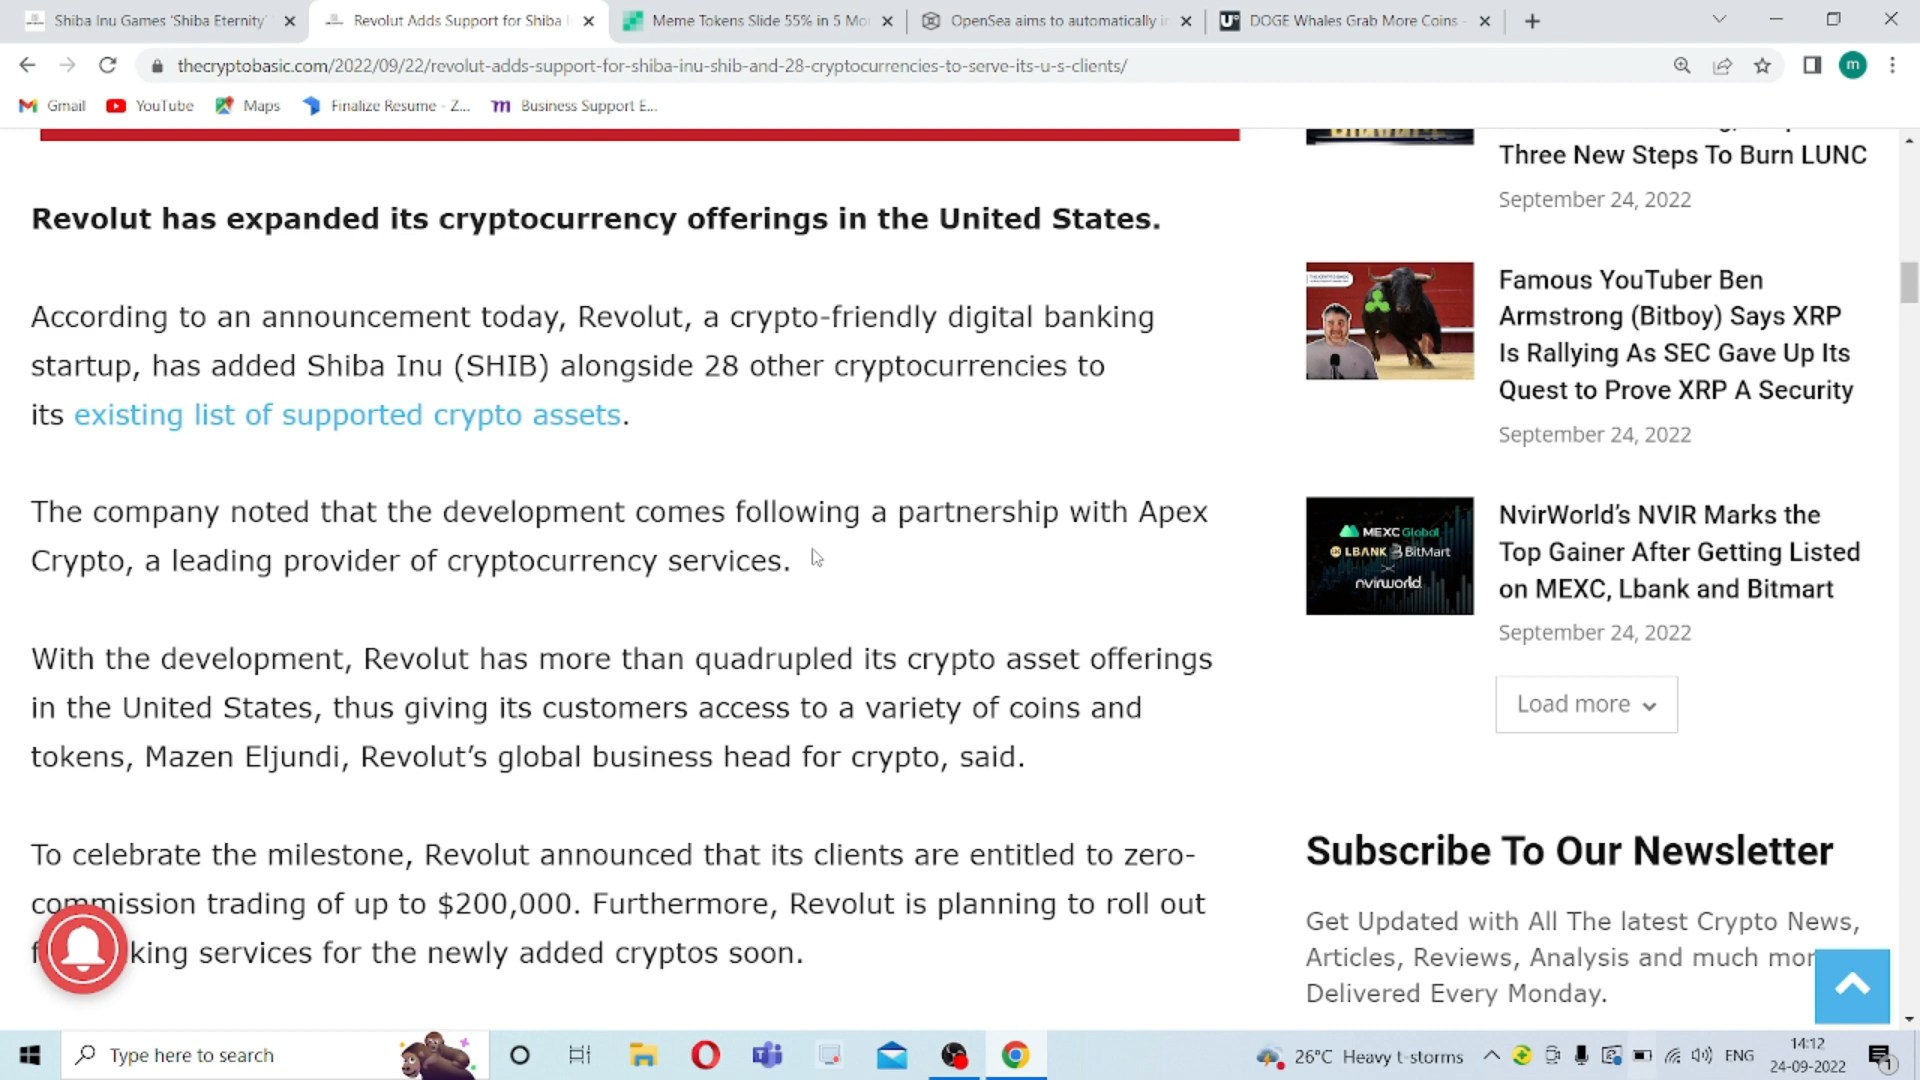 Shiba Inu Games 'Shiba Eternity'
Revolut Adds Support for Shiba
Meme Tokens Slide 55% in 5 Mo
OpenSea aims to automatically i
DOGE Whales Grab More Coins -
thecryptobasic.com/2022/09/22/revolut-adds-support-for-shiba-inu-shib-and-28-cryptocurrencies-to-serve-its-u-s-clients/
m
Gmail
YouTube
Maps
Finalize Resume - Z...
Business Support E...
Revolut has expanded its cryptocurrency offerings in the United States.
According to an announcement today, Revolut, a crypto-friendly digital banking
startup, has added Shiba Inu (SHIB) alongside 28 other cryptocurrencies to
its existing list of supported crypto assets.
The company noted that the development comes following a partnership with Apex
Crypto, a leading provider of cryptocurrency services.
With the development, Revolut has more than quadrupled its crypto asset offerings
in the United States, thus giving its customers access to a variety of coins and
tokens, Mazen Eljundi, Revolut's global business head for crypto, said.
To celebrate the milestone, Revolut announced that its clients are entitled to zero-
commission trading of up to $200,000. Furthermore, Revolut is planning to roll out
king services for the newly added cryptos soon.
Three New Steps To Burn LUNC
September 24, 2022
Famous YouTuber Ben
Armstrong (Bitboy) Says XRP
Is Rallying As SEC Gave Up Its
Quest to Prove XRP A Security
September 24, 2022
MEXC Global
LBANK BitMart
nvirworld
NvirWorld's NVIR Marks the
Top Gainer After Getting Listed
on MEXC, Lbank and Bitmart
September 24, 2022
Load more
Subscribe To Our Newsletter
Get Updated with All The latest Crypto News,
Articles, Reviews, Analysis and much mor
Delivered Every Monday.
Type here to search
26°C Heavy t-storms
ENG
14:12
24-09-2022
1